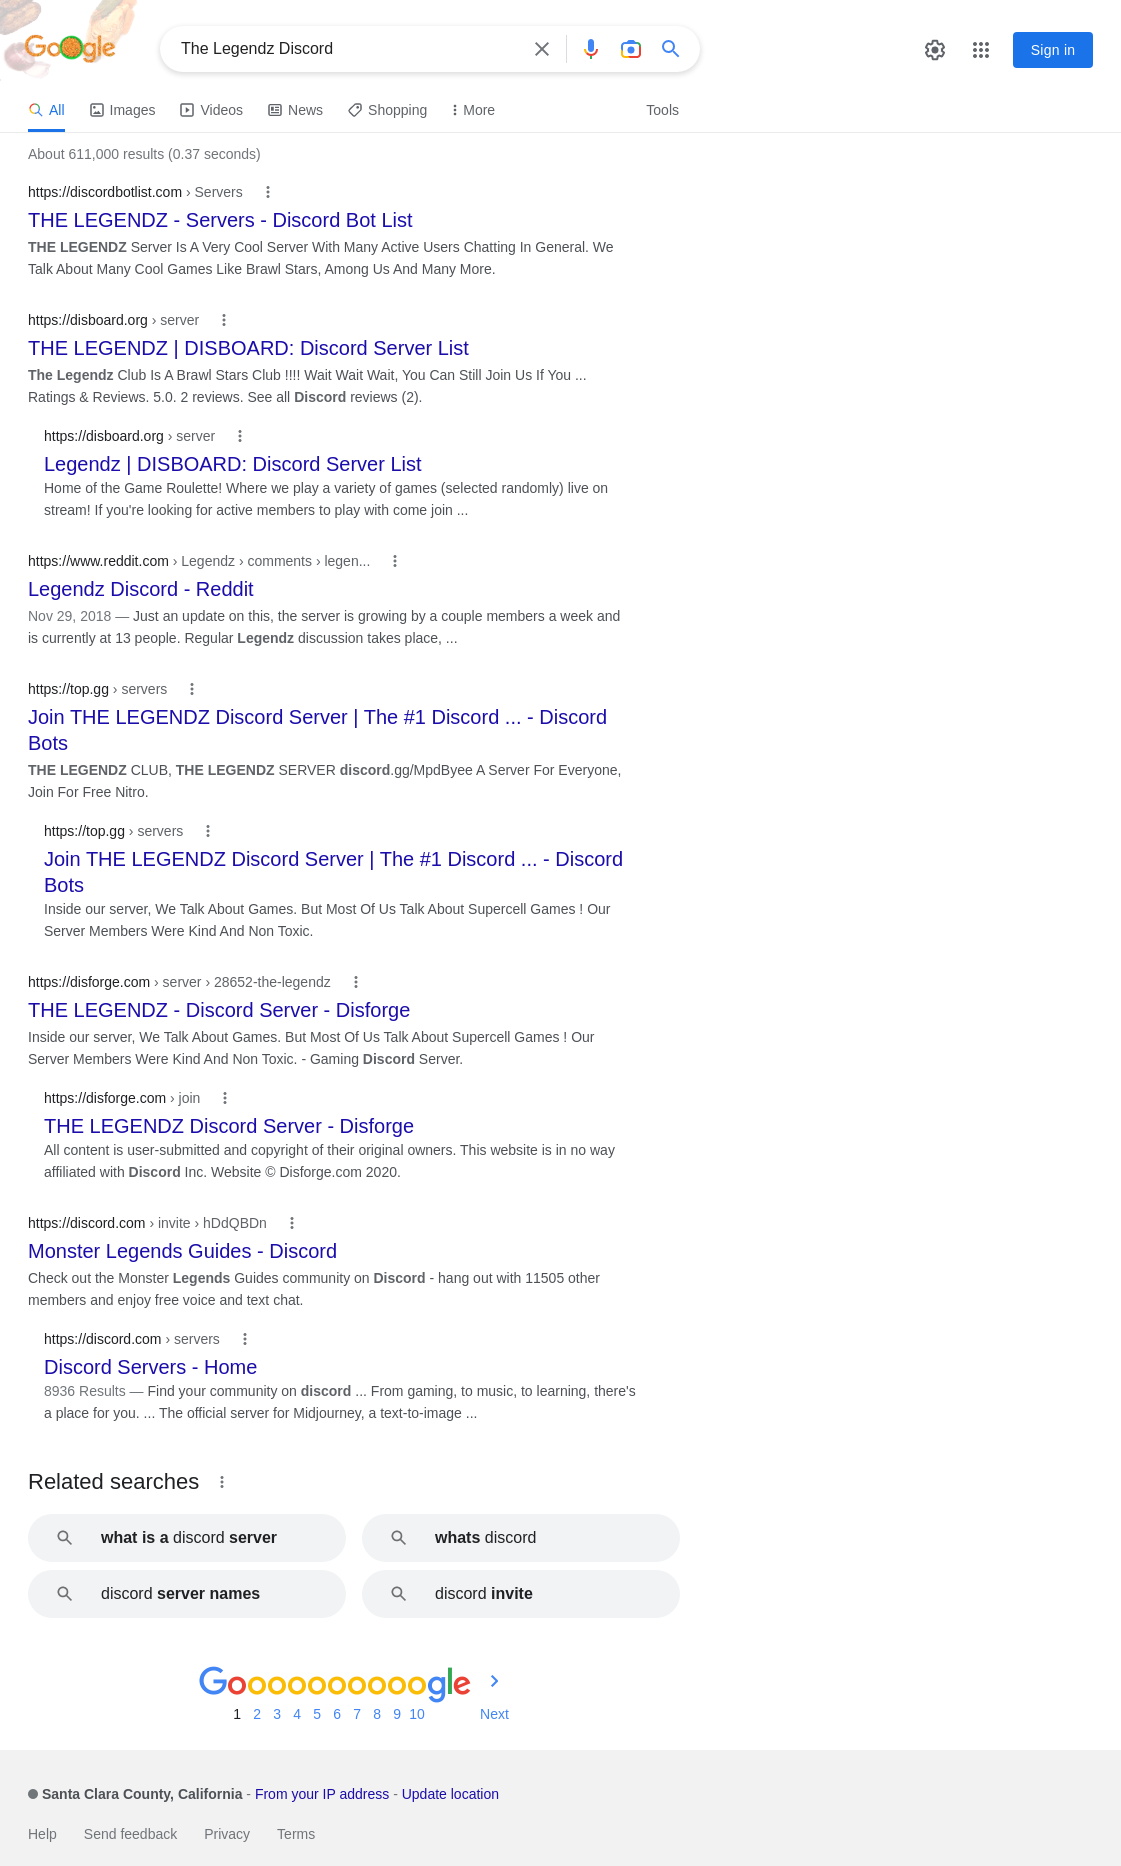 Google
The Legendz Discord
Sign in
All Images Videos News Shopping More Tools
About 611,000 results (0.37 seconds)
https://discordbotlist.com › Servers
THE LEGENDZ - Servers - Discord Bot List
THE LEGENDZ Server Is A Very Cool Server With Many Active Users Chatting In General. We
Talk About Many Cool Games Like Brawl Stars, Among Us And Many More.
https://disboard.org › server
THE LEGENDZ | DISBOARD: Discord Server List
The Legendz Club Is A Brawl Stars Club !!!! Wait Wait Wait, You Can Still Join Us If You ...
Ratings & Reviews. 5.0. 2 reviews. See all Discord reviews (2).
https://disboard.org › server
Legendz | DISBOARD: Discord Server List
Home of the Game Roulette! Where we play a variety of games (selected randomly) live on
stream! If you're looking for active members to play with come join ...
https://www.reddit.com › Legendz › comments › legen...
Legendz Discord - Reddit
Nov 29, 2018 — Just an update on this, the server is growing by a couple members a week and
is currently at 13 people. Regular Legendz discussion takes place, ...
https://top.gg › servers
Join THE LEGENDZ Discord Server | The #1 Discord ... - Discord
Bots
THE LEGENDZ CLUB, THE LEGENDZ SERVER discord.gg/MpdByee A Server For Everyone,
Join For Free Nitro.
https://top.gg › servers
Join THE LEGENDZ Discord Server | The #1 Discord ... - Discord
Bots
Inside our server, We Talk About Games. But Most Of Us Talk About Supercell Games ! Our
Server Members Were Kind And Non Toxic.
https://disforge.com › server › 28652-the-legendz
THE LEGENDZ - Discord Server - Disforge
Inside our server, We Talk About Games. But Most Of Us Talk About Supercell Games ! Our
Server Members Were Kind And Non Toxic. - Gaming Discord Server.
https://disforge.com › join
THE LEGENDZ Discord Server - Disforge
All content is user-submitted and copyright of their original owners. This website is in no way
affiliated with Discord Inc. Website © Disforge.com 2020.
https://discord.com › invite › hDdQBDn
Monster Legends Guides - Discord
Check out the Monster Legends Guides community on Discord - hang out with 11505 other
members and enjoy free voice and text chat.
https://discord.com › servers
Discord Servers - Home
8936 Results — Find your community on discord ... From gaming, to music, to learning, there's
a place for you. ... The official server for Midjourney, a text-to-image ...
Related searches
what is a discord server
whats discord
discord server names
discord invite
Goooooooooogle
1 2 3 4 5 6 7 8 9 10 Next
Santa Clara County, California - From your IP address - Update location
Help Send feedback Privacy Terms